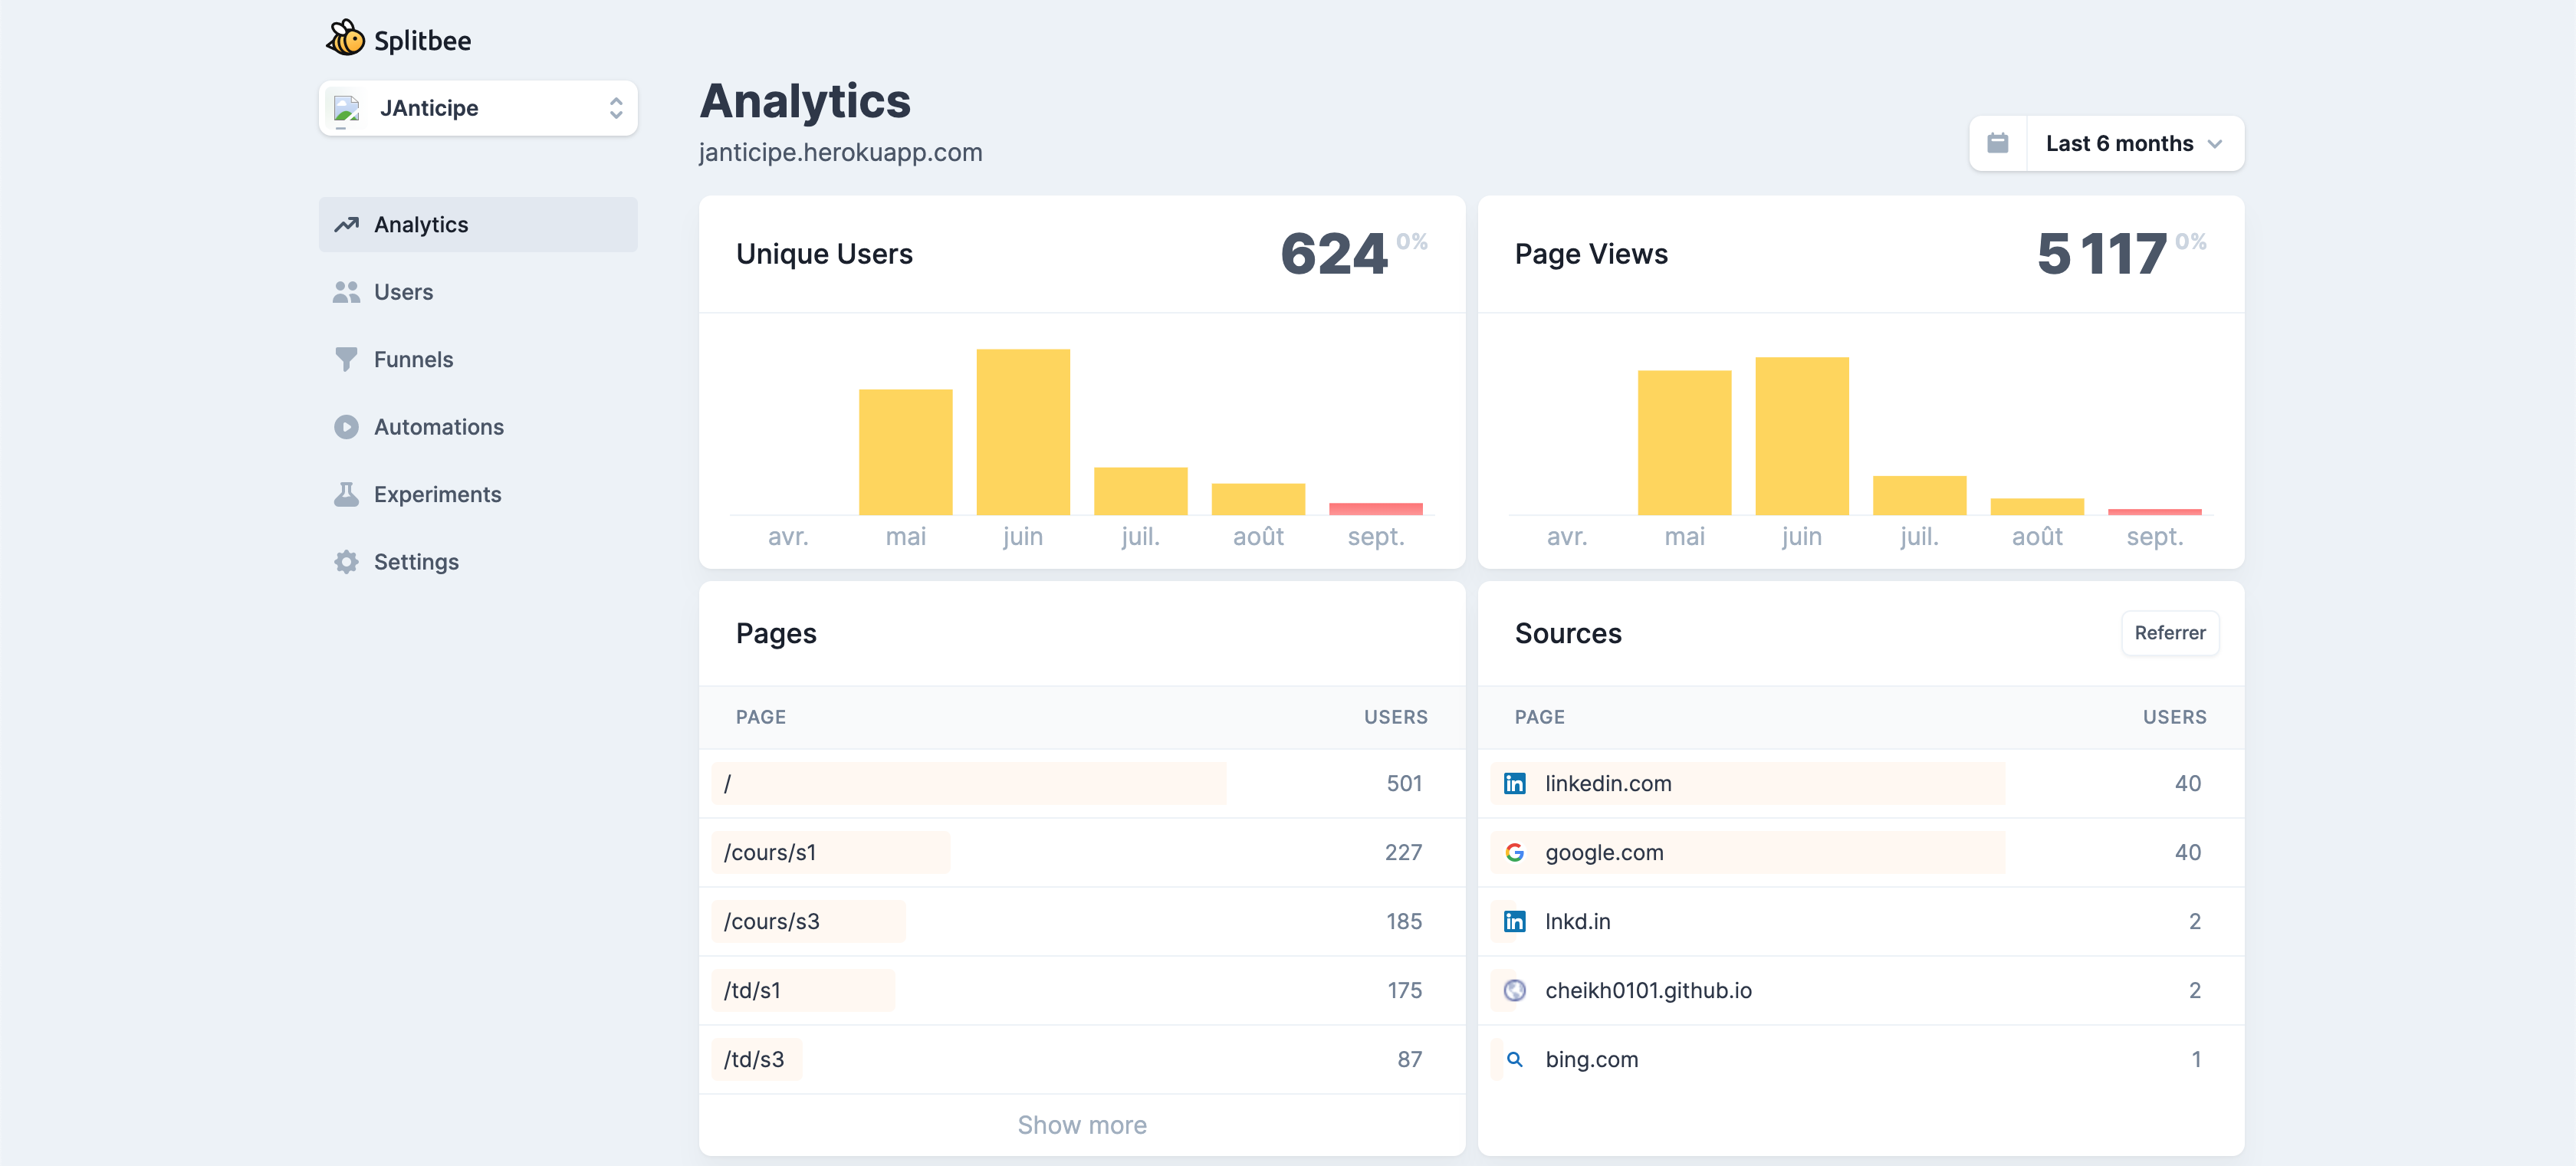 Splitbee
JAnticipe
Analytics
Users
Funnels
Automations
Experiments
Settings
Analytics
janticipe.herokuapp.com
Last 6 months
Unique Users
624 0%
avr. mai juin juil. août sept.
Page Views
5 117 0%
avr. mai juin juil. août sept.
Pages
PAGE USERS
/ 501
/cours/s1 227
/cours/s3 185
/td/s1 175
/td/s3 87
Show more
Sources
Referrer
PAGE USERS
linkedin.com 40
google.com 40
lnkd.in 2
cheikh0101.github.io 2
bing.com 1